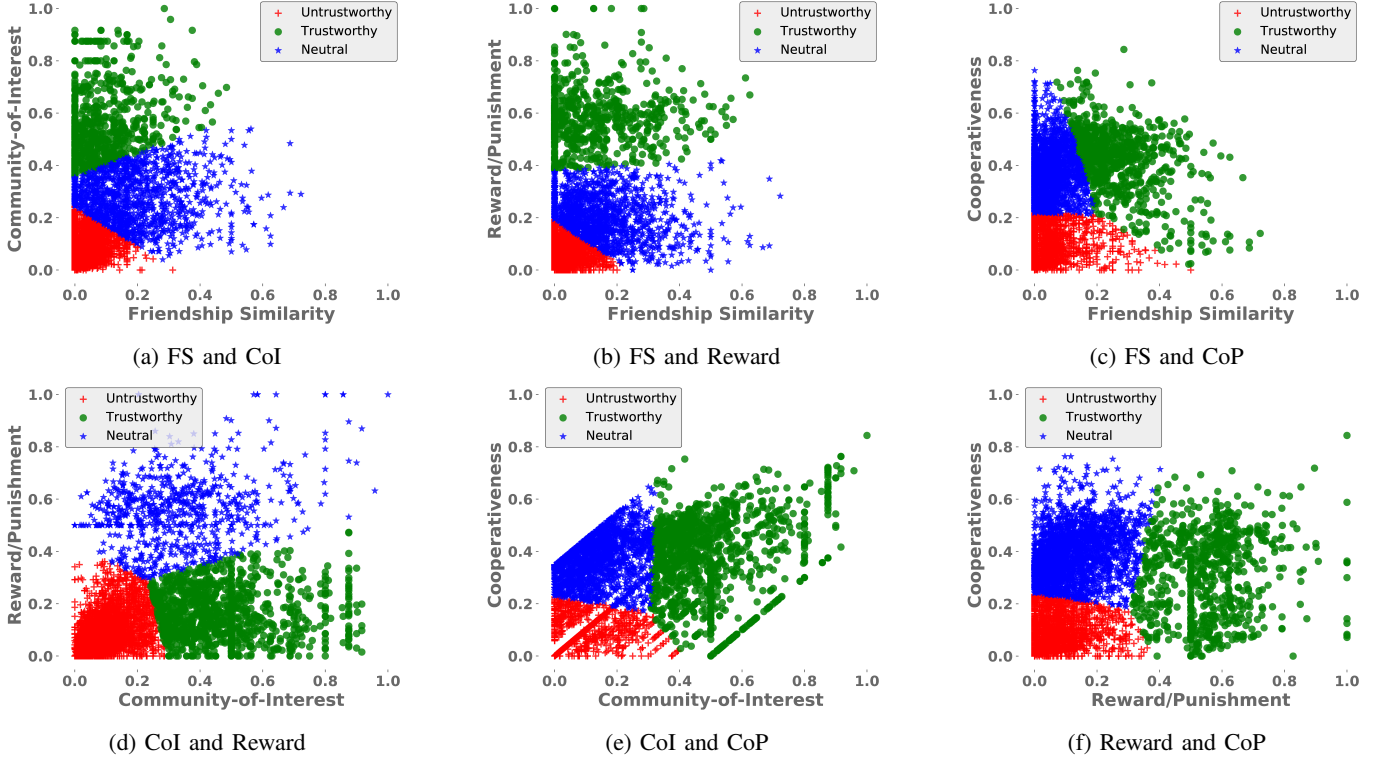 1.0
0.8
0.6
0.4
0.2
0.0
Community-of-Interest
Untrustworthy
Trustworthy
Neutral
0.0 0.2 0.4 0.6 0.8 1.0
Friendship Similarity
(a) FS and CoI
1.0
0.8
0.6
0.4
0.2
0.0
Reward/Punishment
Untrustworthy
Trustworthy
Neutral
0.0 0.2 0.4 0.6 0.8 1.0
Friendship Similarity
(b) FS and Reward
1.0
0.8
0.6
0.4
0.2
0.0
Cooperativeness
Untrustworthy
Trustworthy
Neutral
0.0 0.2 0.4 0.6 0.8 1.0
Friendship Similarity
(c) FS and CoP
1.0
0.8
0.6
0.4
0.2
0.0
Reward/Punishment
Untrustworthy
Trustworthy
Neutral
0.0 0.2 0.4 0.6 0.8 1.0
Community-of-Interest
(d) CoI and Reward
1.0
0.8
0.6
0.4
0.2
0.0
Cooperativeness
Untrustworthy
Trustworthy
Neutral
0.0 0.2 0.4 0.6 0.8 1.0
Community-of-Interest
(e) CoI and CoP
1.0
0.8
0.6
0.4
0.2
0.0
Cooperativeness
Untrustworthy
Trustworthy
Neutral
0.0 0.2 0.4 0.6 0.8 1.0
Reward/Punishment
(f) Reward and CoP